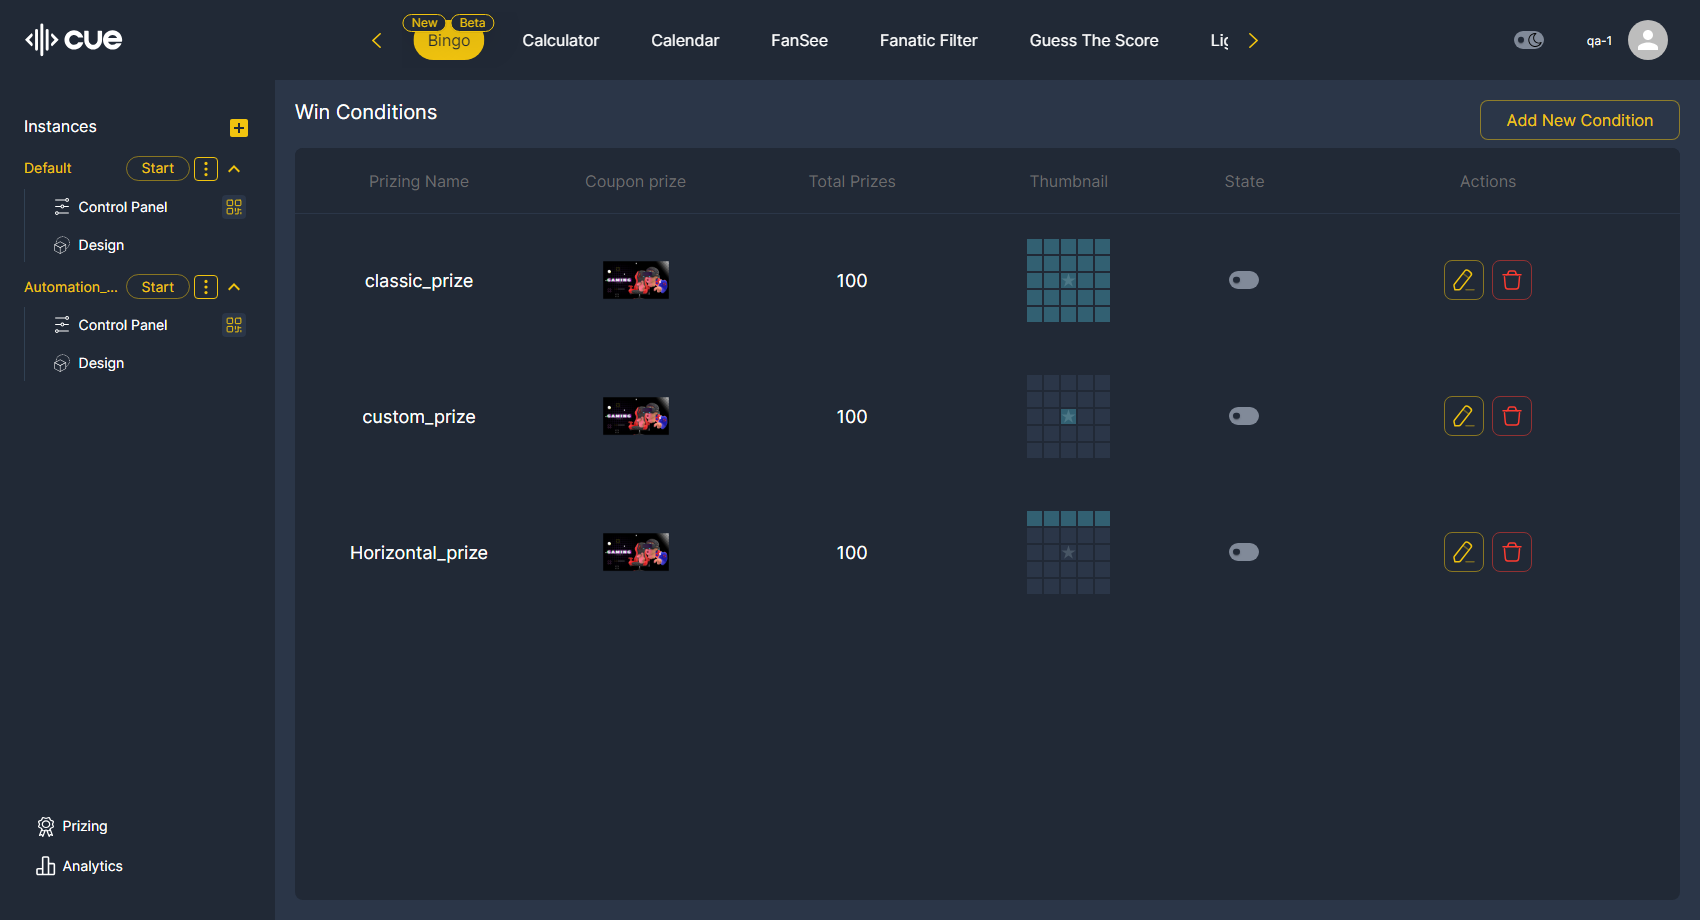 cue
New Beta
Bingo Calculator Calendar FanSee Fanatic Filter Guess The Score
qa-1
Instances
Default Start
Control Panel
Design
Automation_... Start
Control Panel
Design
Prizing
Analytics
Win Conditions
Add New Condition
Prizing Name Coupon prize Total Prizes Thumbnail State Actions
classic_prize GAMING 100
custom_prize GAMING 100
Horizontal_prize GAMING 100